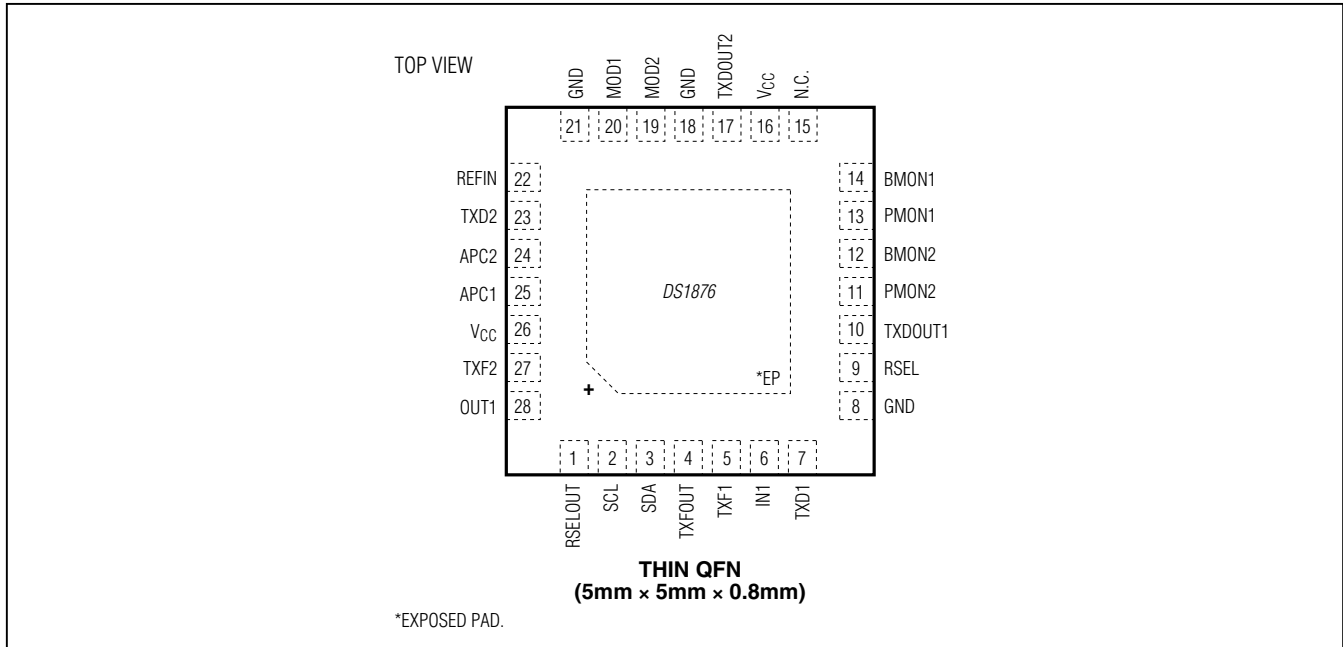 TOP VIEW
GND MOD1 MOD2 GND TXDOUT2 VCC N.C.
21 20 19 18 17 16 15
REFIN 22
TXD2 23
APC2 24
APC1 25
VCC 26
TXF2 27
OUT1 28
14 BMON1
13 PMON1
12 BMON2
11 PMON2
10 TXDOUT1
9 RSEL
8 GND
DS1876
*EP
+
1 2 3 4 5 6 7
RSELOUT SCL SDA TXFOUT TXF1 IN1 TXD1
THIN QFN
(5mm × 5mm × 0.8mm)
*EXPOSED PAD.